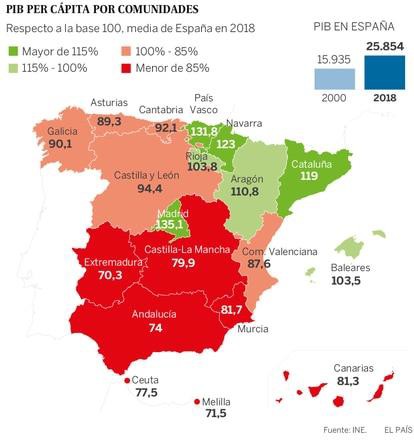 PIB PER CÁPITA POR COMUNIDADES
Respecto a la base 100, media de España en 2018
Mayor de 115%
100% - 85%
115% - 100%
Menor de 85%
PIB EN ESPAÑA
15.935
25.854
2000
2018
Asturias
89,3
Cantabria
92,1
País
Vasco
131,8
Navarra
123
Galicia
90,1
Rioja
103,8
Cataluña
119
Castilla y León
94,4
Aragón
110,8
Madrid
135,1
Castilla-La Mancha
79,9
Extremadura
70,3
Com. Valenciana
87,6
Baleares
103,5
Andalucía
74
81,7
Murcia
Ceuta
77,5
Melilla
71,5
Canarias
81,3
Fuente: INE.
EL PAÍS